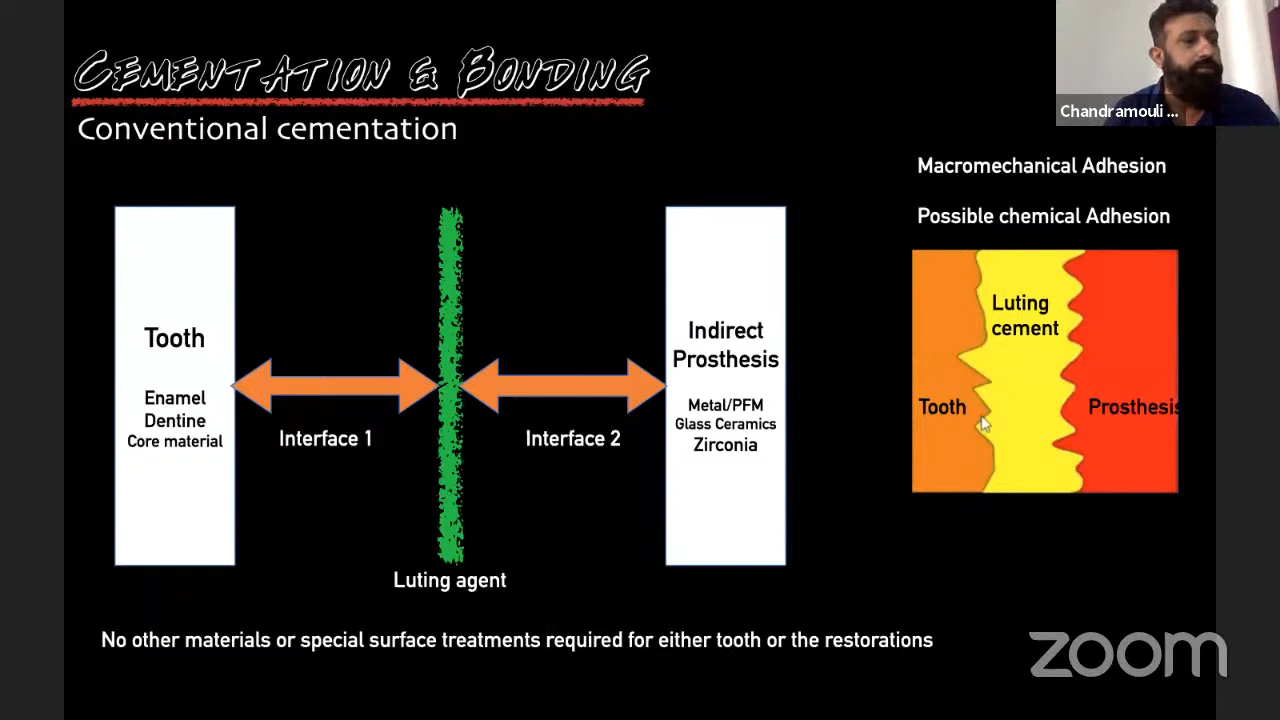 CEMENTATION & BONDING
Conventional cementation
Chandramouli ...
Macromechanical Adhesion
Possible chemical Adhesion
Tooth
Enamel
Dentine
Core material
Interface 1
Interface 2
Luting agent
Indirect
Prosthesis
Metal/PFM
Glass Ceramics
Zirconia
Luting
cement
Tooth
Prosthesis
No other materials or special surface treatments required for either tooth or the restorations
zoom